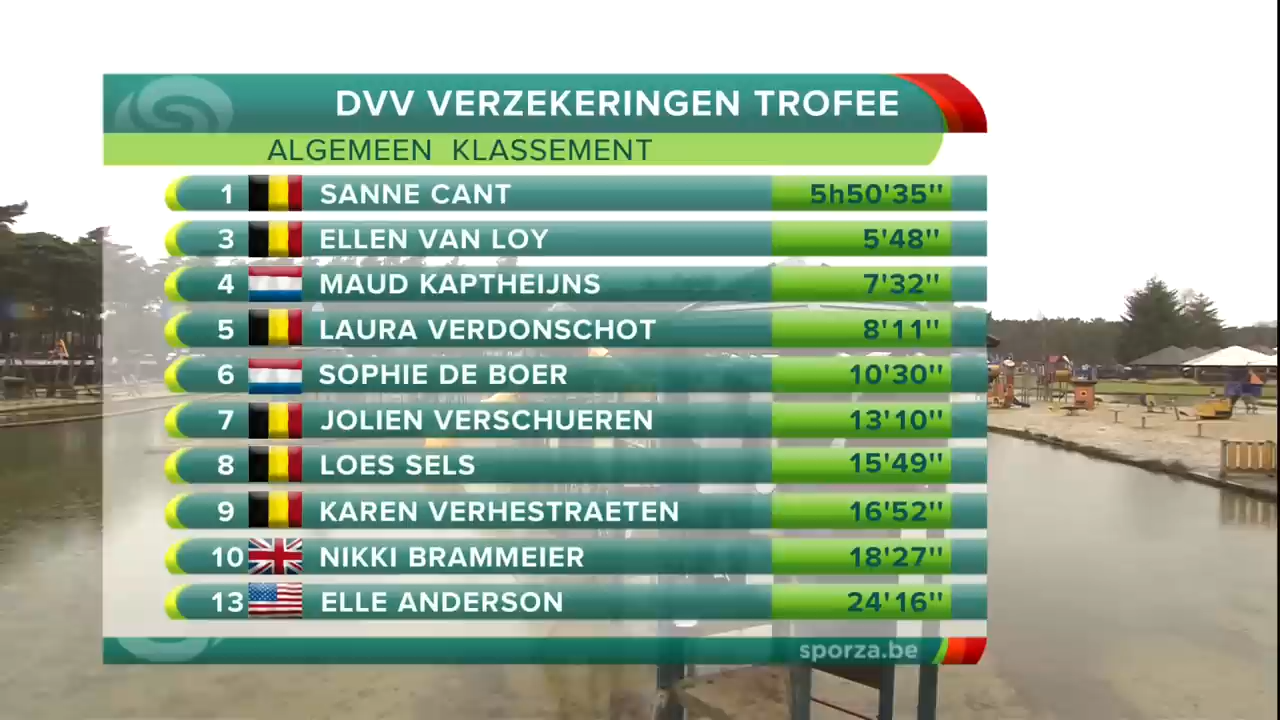 DVV VERZEKERINGEN TROFEE
ALGEMEEN KLASSEMENT
1 SANNE CANT 5h50'35''
3 ELLEN VAN LOY 5'48''
4 MAUD KAPTHEIJNS 7'32''
5 LAURA VERDONSCHOT 8'11''
6 SOPHIE DE BOER 10'30''
7 JOLIEN VERSCHUEREN 13'10''
8 LOES SELS 15'49''
9 KAREN VERHESTRAETEN 16'52''
10 NIKKI BRAMMEIER 18'27''
13 ELLE ANDERSON 24'16''
sporza.be